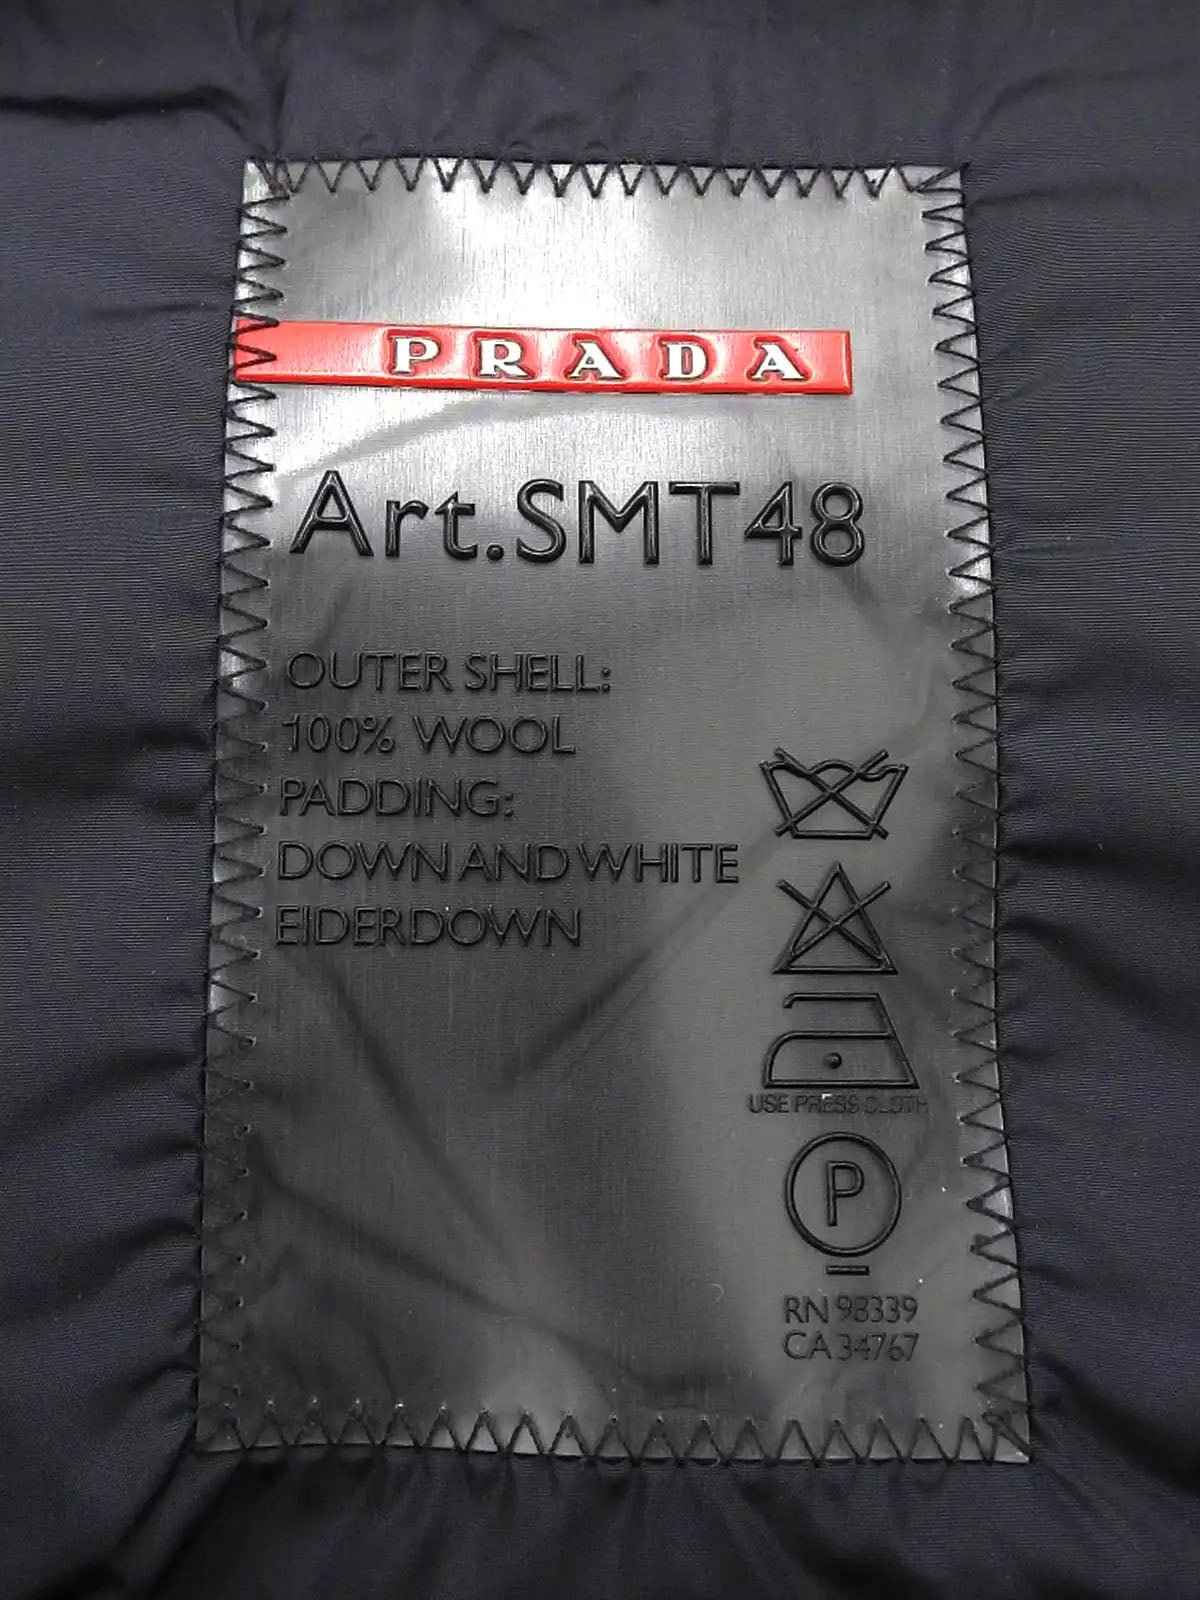 PRADA
Art.SMT48
OUTER SHELL:
100% WOOL
PADDING:
DOWN AND WHITE
EIDERDOWN
USE PRESS CLOTH
P
RN 98339
CA 34767